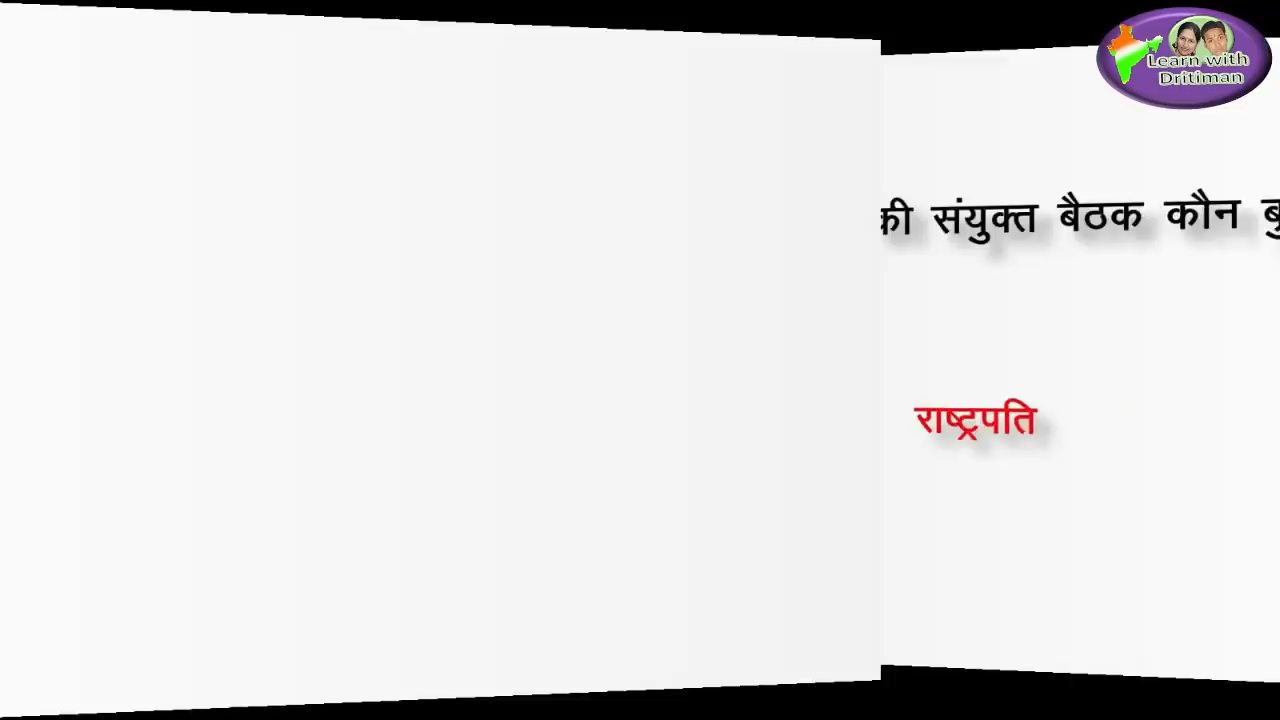 Learn with
Dritiman
की संयुक्त बैठक कौन
राष्ट्रपति